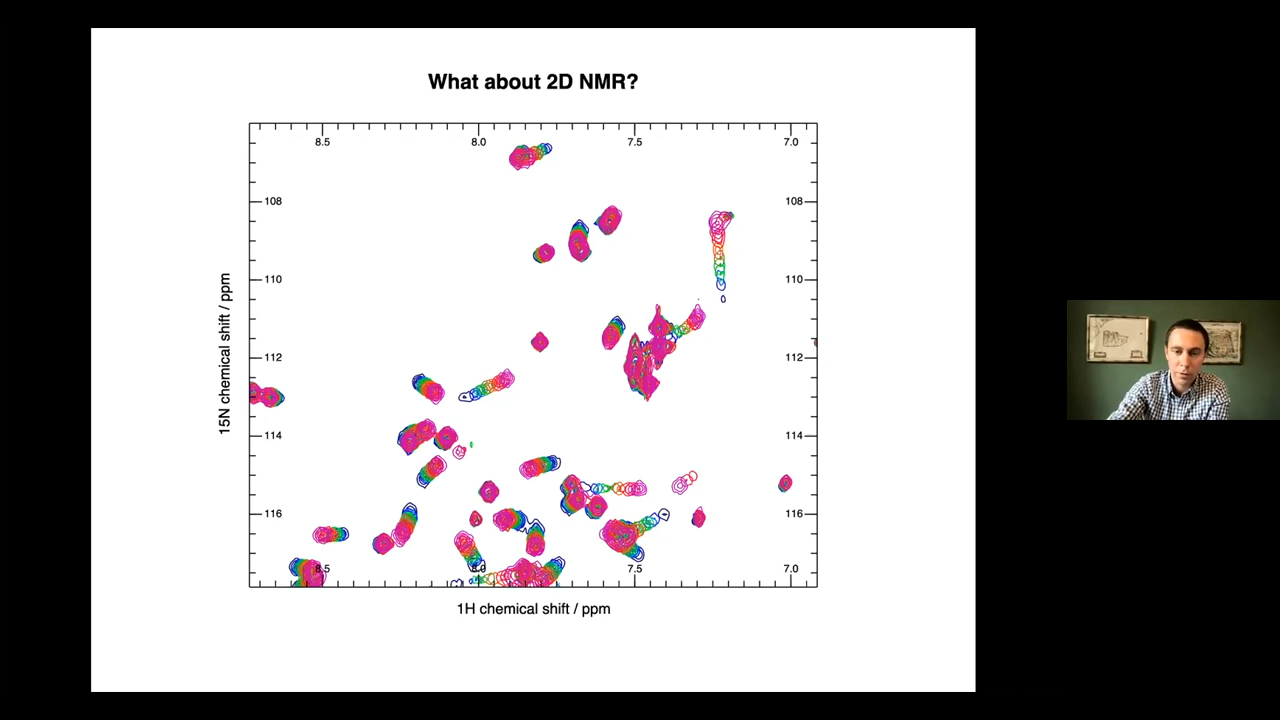 What about 2D NMR?
8.5 8.0 7.5 7.0
108 108
110 110
112 112
114 114
116 116
8.5 8.0 7.5 7.0
15N chemical shift / ppm
1H chemical shift / ppm